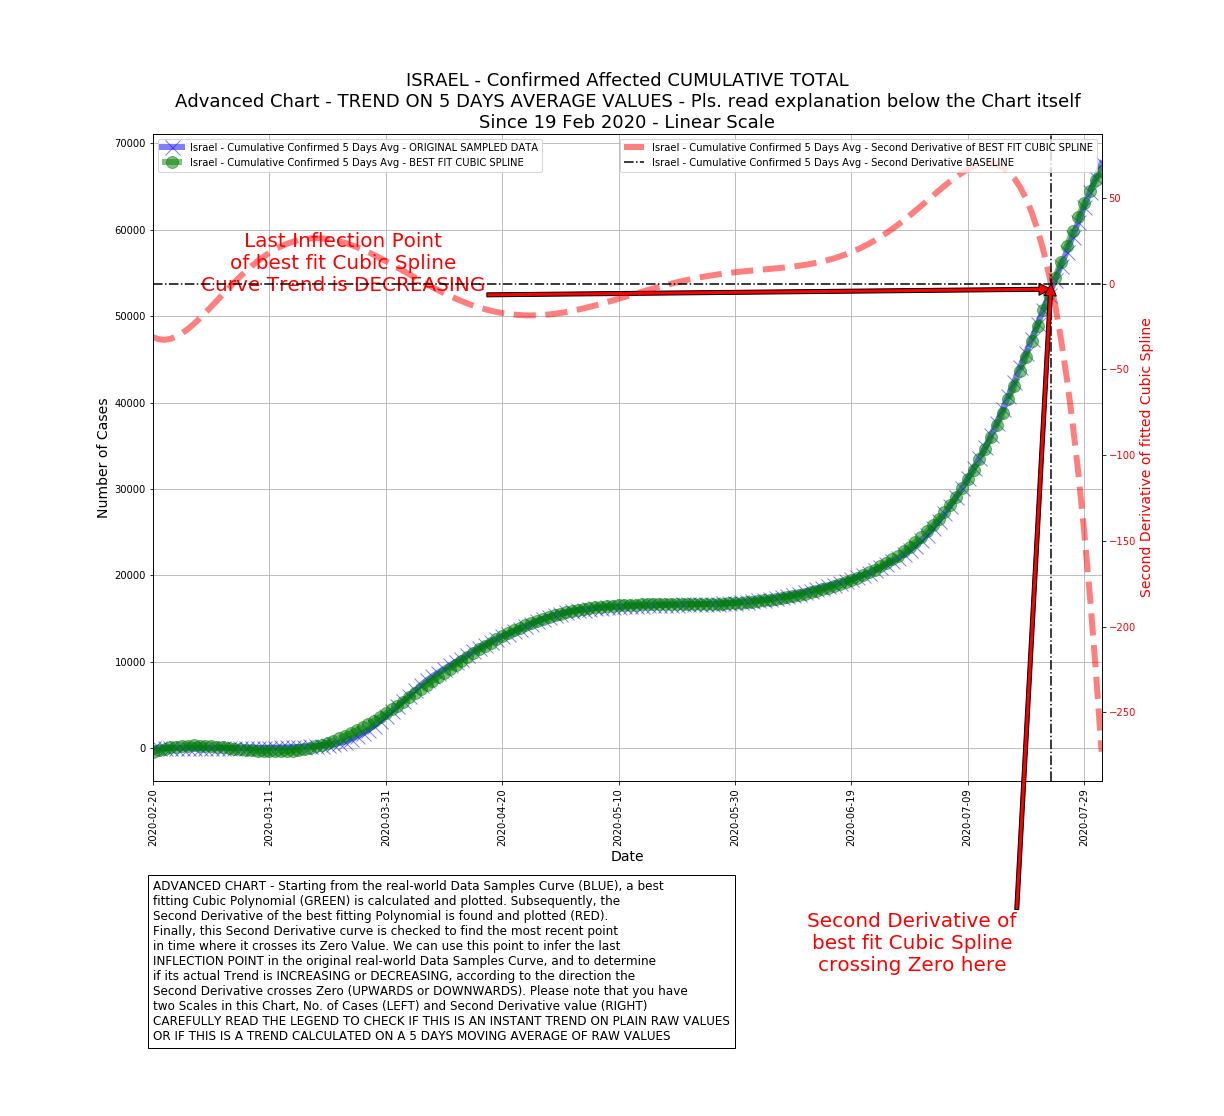 ISRAEL - Confirmed Affected CUMULATIVE TOTAL
Advanced Chart - TREND ON 5 DAYS AVERAGE VALUES - Pls. read explanation below the Chart itself
Since 19 Feb 2020 - Linear Scale
Israel - Cumulative Confirmed 5 Days Avg - ORIGINAL SAMPLED DATA
Israel - Cumulative Confirmed 5 Days Avg - BEST FIT CUBIC SPLINE
Israel - Cumulative Confirmed 5 Days Avg - Second Derivative of BEST FIT CUBIC SPLINE
Israel - Cumulative Confirmed 5 Days Avg - Second Derivative BASELINE
Last Inflection Point
of best fit Cubic Spline
Curve Trend is DECREASING
Number of Cases
70000
60000
50000
40000
30000
20000
10000
0
50
0
−50
−100
−150
−200
−250
Second Derivative of fitted Cubic Spline
2020-02-20
2020-03-11
2020-03-31
2020-04-20
2020-05-10
2020-05-30
2020-06-19
2020-07-09
2020-07-29
Date
ADVANCED CHART - Starting from the real-world Data Samples Curve (BLUE), a best
fitting Cubic Polynomial (GREEN) is calculated and plotted. Subsequently, the
Second Derivative of the best fitting Polynomial is found and plotted (RED).
Finally, this Second Derivative curve is checked to find the most recent point
in time where it crosses its Zero Value. We can use this point to infer the last
INFLECTION POINT in the original real-world Data Samples Curve, and to determine
if its actual Trend is INCREASING or DECREASING, according to the direction the
Second Derivative crosses Zero (UPWARDS or DOWNWARDS). Please note that you have
two Scales in this Chart, No. of Cases (LEFT) and Second Derivative value (RIGHT)
CAREFULLY READ THE LEGEND TO CHECK IF THIS IS AN INSTANT TREND ON PLAIN RAW VALUES
OR IF THIS IS A TREND CALCULATED ON A 5 DAYS MOVING AVERAGE OF RAW VALUES
Second Derivative of
best fit Cubic Spline
crossing Zero here